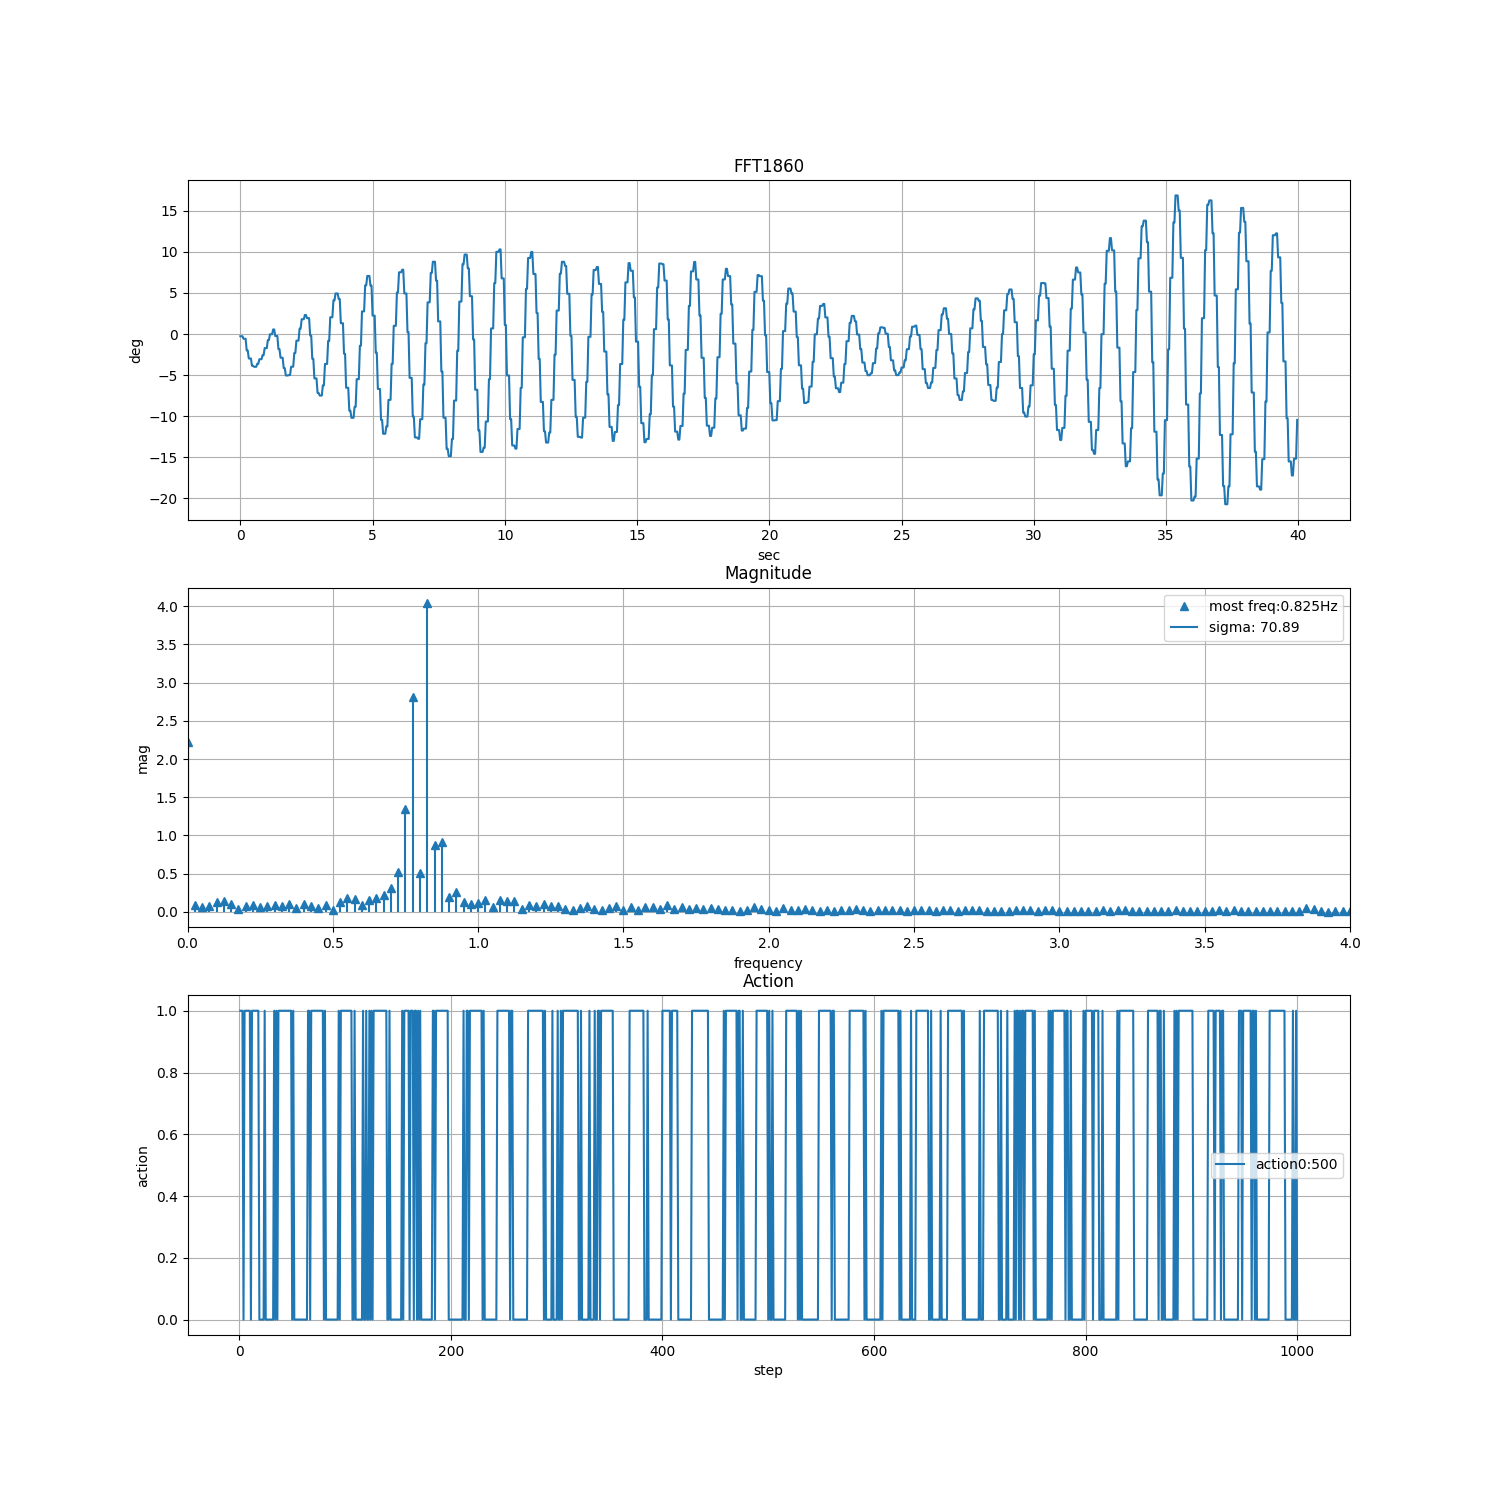 FFT1860
15
10
5
0
−5
−10
−15
−20
deg
0 5 10 15 20 25 30 35 40
sec
Magnitude
4.0
3.5
3.0
2.5
2.0
1.5
1.0
0.5
0.0
mag
most freq:0.825Hz
sigma: 70.89
0.0 0.5 1.0 1.5 2.0 2.5 3.0 3.5 4.0
frequency
Action
1.0
0.8
0.6
0.4
0.2
0.0
action
action0:500
0 200 400 600 800 1000
step